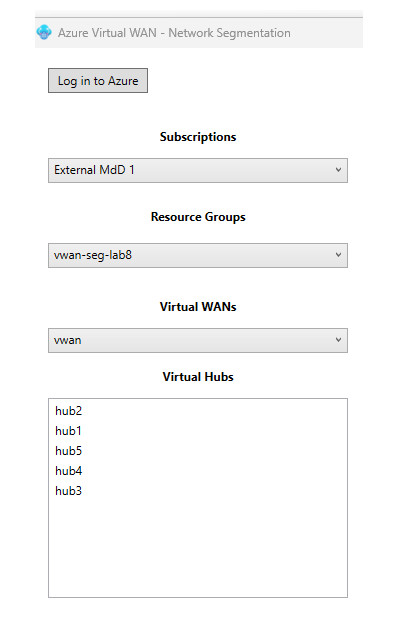 Azure Virtual WAN - Network Segmentation
Log in to Azure
Subscriptions
External MdD 1
Resource Groups
vwan-seg-lab8
Virtual WANs
vwan
Virtual Hubs
hub2
hub1
hub5
hub4
hub3